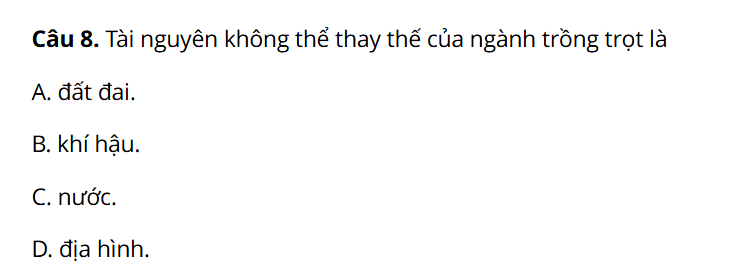 Câu 8. Tài nguyên không thể thay thế của ngành trồng trọt là
A. đất đai.
B. khí hậu.
C. nước.
D. địa hình.